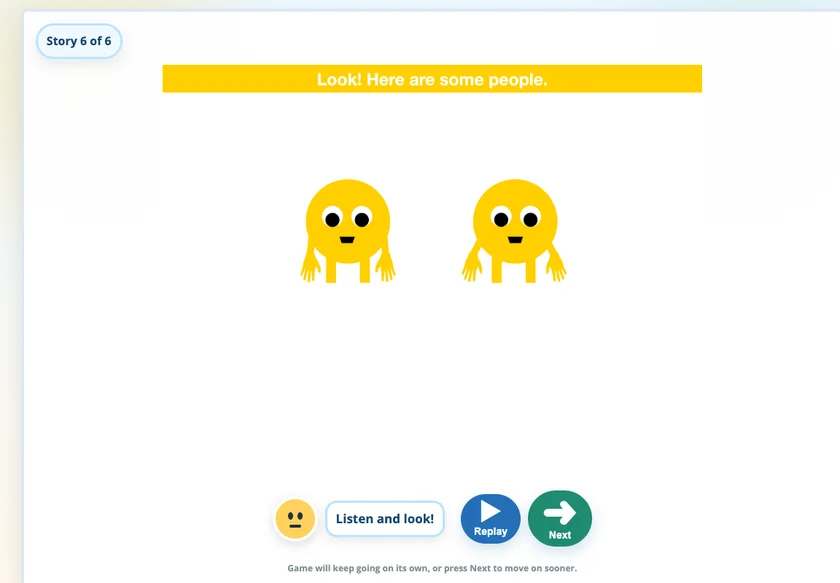 Story 6 of 6
Look! Here are some people.
Listen and look!
Replay
Next
Game will keep going on its own, or press Next to move on sooner.